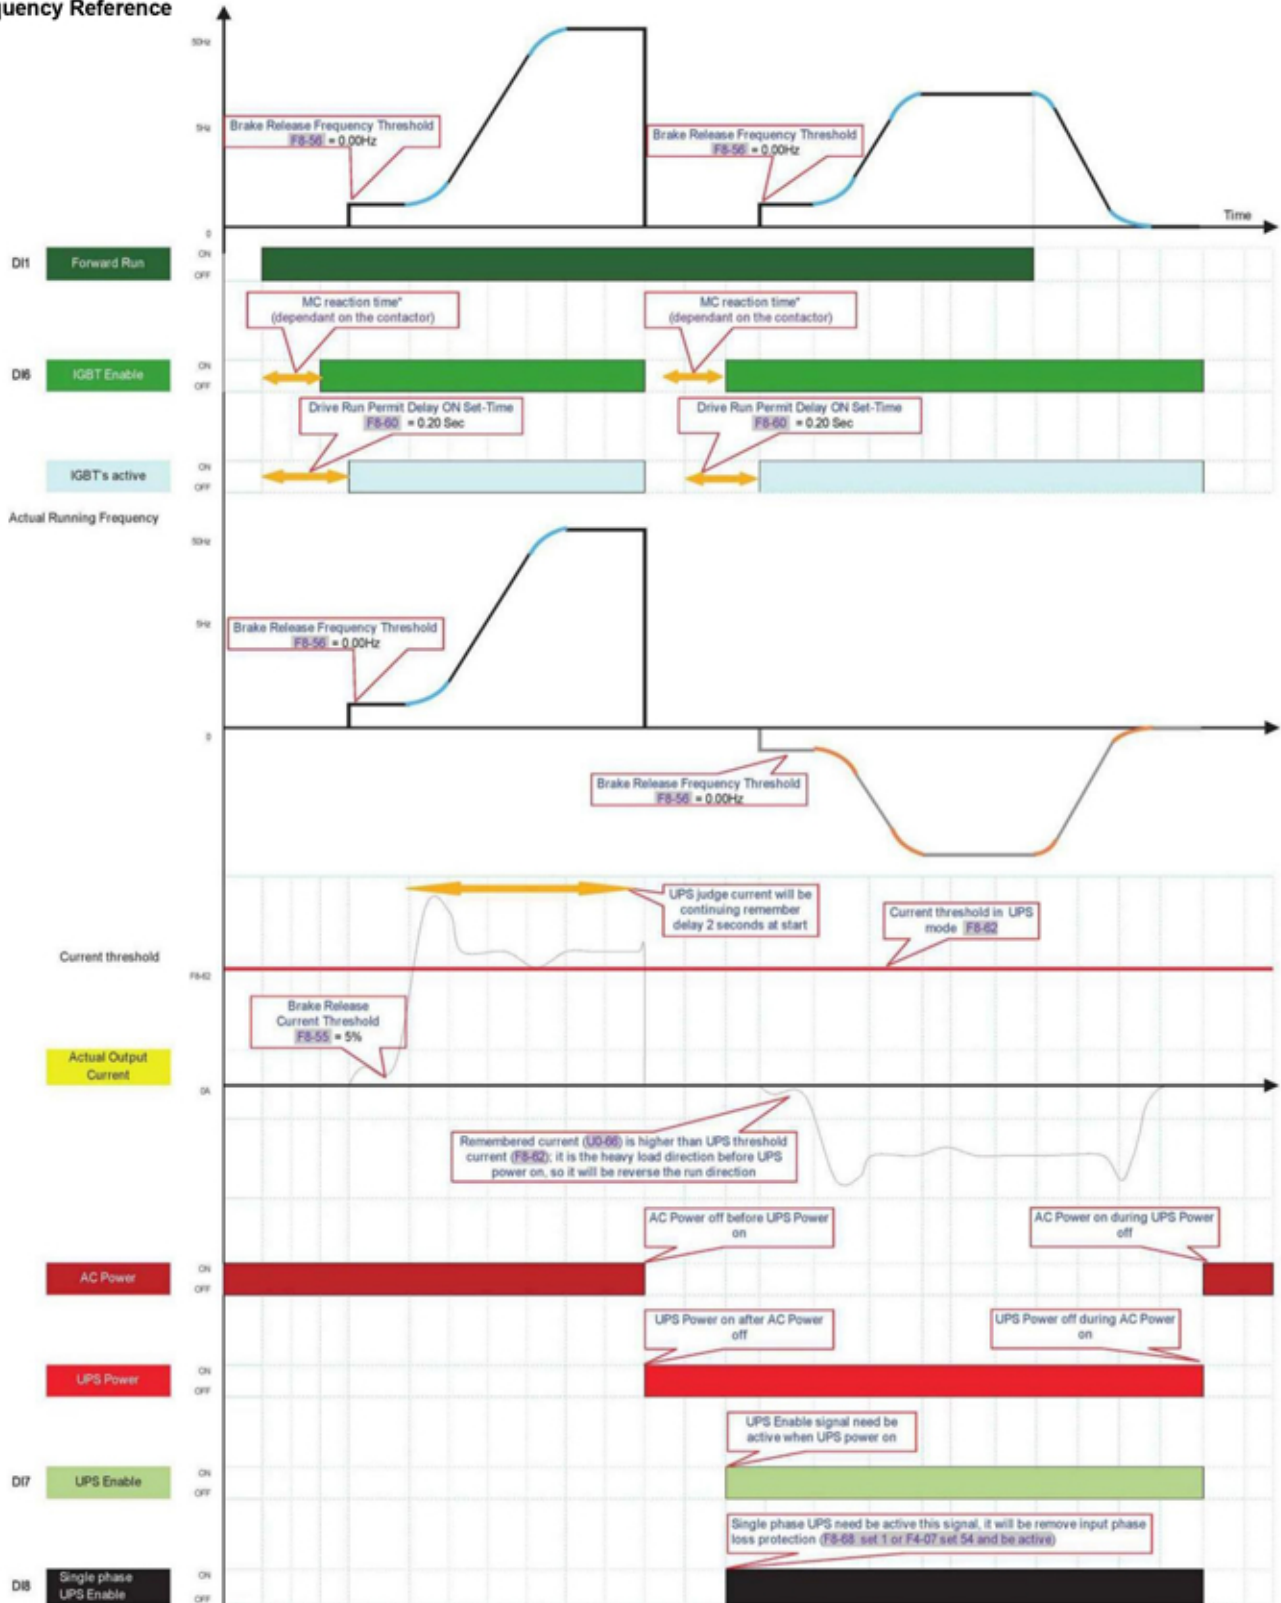 quency Reference
50Hz
Brake Release Frequency Threshold
F8-56 = 0.00Hz
5Hz
Brake Release Frequency Threshold
F8-56 = 0.00Hz
Time
0
DI1
Forward Run
ON
OFF
MC reaction time*
(dependant on the contactor)
MC reaction time*
(dependant on the contactor)
DI6
IGBT Enable
ON
OFF
Drive Run Permit Delay ON Set-Time
F8-60 = 0.20 Sec
Drive Run Permit Delay ON Set-Time
F8-60 = 0.20 Sec
IGBT's active
ON
OFF
Actual Running Frequency
50Hz
5Hz
Brake Release Frequency Threshold
F8-56 = 0.00Hz
0
Brake Release Frequency Threshold
F8-56 = 0.00Hz
UPS judge current will be
continuing remember
delay 2 seconds at start
Current threshold in UPS
mode F8-62
Current threshold
F8-62
Brake Release
Current Threshold
F8-55 = 5%
Actual Output
Current
0A
Remembered current (U0-66) is higher than UPS threshold
current (F8-62); it is the heavy load direction before UPS
power on, so it will be reverse the run direction
AC Power off before UPS Power
on
AC Power on during UPS Power
off
AC Power
ON
OFF
UPS Power on after AC Power
off
UPS Power off during AC Power
on
UPS Power
ON
OFF
UPS Enable signal need be
active when UPS power on
DI7
UPS Enable
ON
OFF
Single phase UPS need be active this signal, it will be remove input phase
loss protection (F8-68 set 1 or F4-07 set 54 and be active)
DI8
Single phase
UPS Enable
ON
OFF